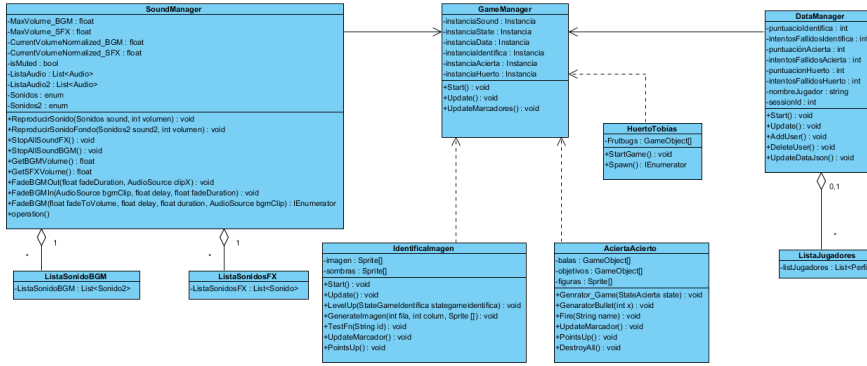 SoundManager
-MaxVolume_BGM : float
-MaxVolume_SFX : float
-CurrentVolumeNormalized_BGM : float
-CurrentVolumeNormalized_SFX : float
-isMuted : bool
-ListaAudio : List<Audio>
-ListaAudio2 : List<Audio>
-Sonidos : enum
-Sonidos2 : enum
+ReproducirSonido(Sonidos sound, int volumen) : void
+ReproducirSonidoFondo(Sonidos2 sound2, int volumen) : void
+StopAllSoundFX() : void
+StopAllSoundBGM() : void
+GetBGMVolume() : float
+GetSFXVolume() : float
+FadeBGMOut(float fadeDuration, AudioSource clipX) : void
+FadeBGMIn(AudioSource bgmClip, float delay, float fadeDuration) : void
+FadeBGM(float fadeToVolume, float delay, float duration, AudioSource bgmClip) : IEnumerator
+operation()
1
*
1
*
ListaSonidoBGM
-ListaSonidoBGM : List<Sonido2>
ListaSonidosFX
-ListaSonidosFX : List<Sonido>
GameManager
-instanciaSound : Instancia
-instanciaState : Instancia
-instanciaData : Instancia
-instanciaIdentifica : Instancia
-instanciaAcierta : Instancia
-instanciaHuerto : Instancia
+Start() : void
+Update() : void
+UpdateMarcadores() : void
HuertoTobías
-Frutbugs : GameObject[]
+StartGame() : void
+Spawn() : IEnumerator
DataManager
-puntuacioIdentifica : int
-intentosFallidosIdentifica : int
-puntuaciónAcierta : int
-intentosFallidosAcierta : int
-puntuacionHuerto : int
-intentosFallidosHuerto : int
-nombreJugador : string
-sessionId : int
+Start() : void
+Update() : void
+AddUser() : void
+DeleteUser() : void
+UpdateDataJson() : void
0,1
*
ListaJugadores
-listJugadores : List<Perfi
IdentificaImagen
-imagen : Sprite[]
-sombras : Sprite[]
+Start() : void
+Update() : void
+LevelUp(StateGameIdentifica stategameidentifica) : void
+GenerateImagen(int fila, int colum, Sprite []) : void
+TestFn(String id) : void
+UpdateMarcador() : void
+PointsUp() : void
AciertaAcierto
-balas : GameObject[]
-objetivos : GameObject[]
-figuras : Sprite[]
+Genrator_Game(StateAcierta state) : void
+GenaratorBullet(int x) : void
+Fire(String name) : void
+UpdateMarcador() : void
+PointsUp() : void
+DestroyAll() : void